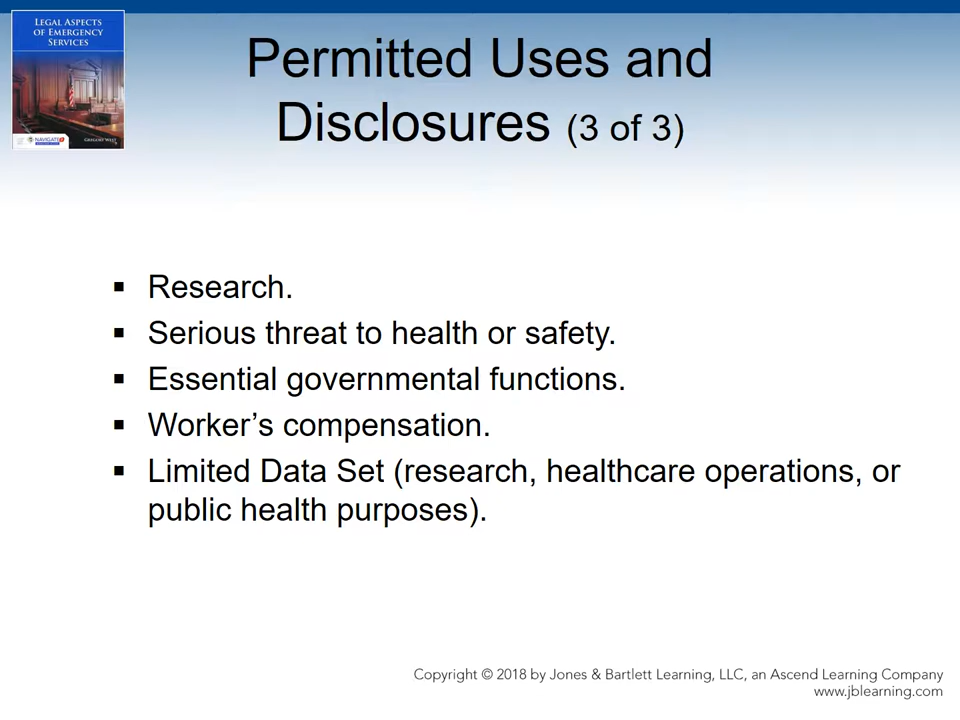 LEGAL ASPECTS
OF EMERGENCY
SERVICES
NAVIGATE
Permitted Uses and
Disclosures (3 of 3)
▪ Research.
▪ Serious threat to health or safety.
▪ Essential governmental functions.
▪ Worker’s compensation.
▪ Limited Data Set (research, healthcare operations, or
public health purposes).
Copyright © 2018 by Jones & Bartlett Learning, LLC, an Ascend Learning Company
www.jblearning.com